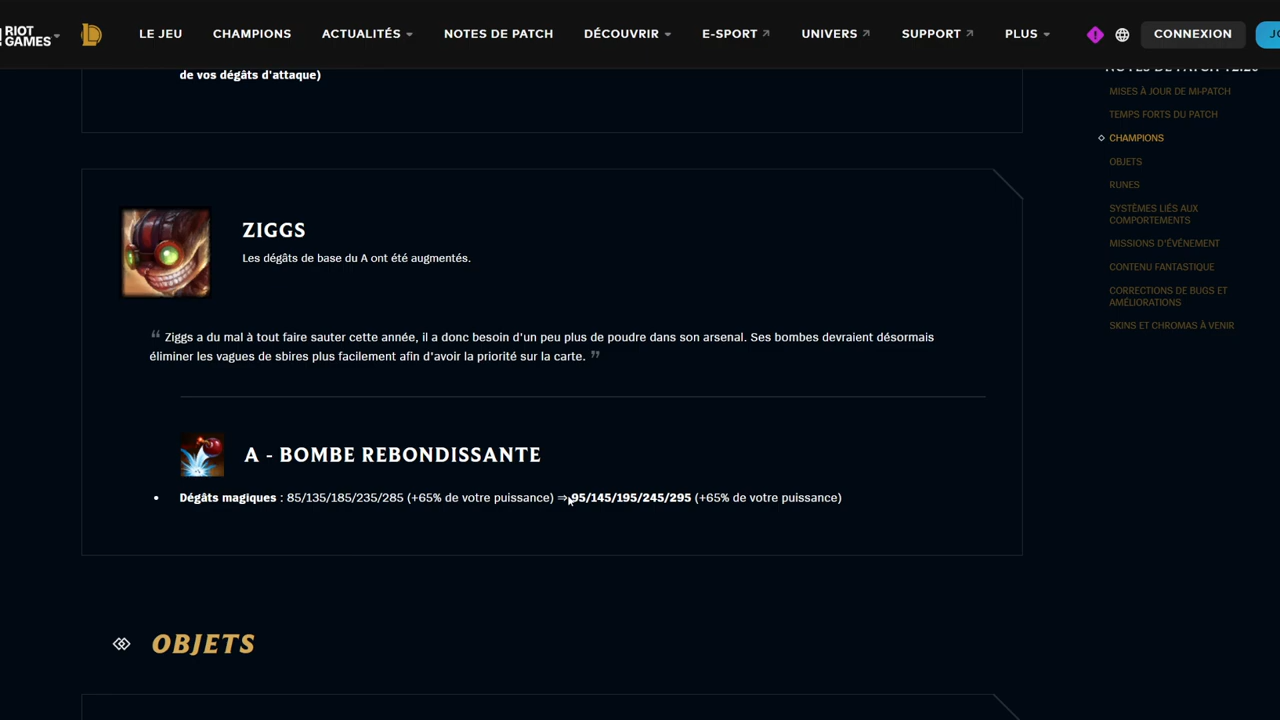 RIOT GAMES
LE JEU
CHAMPIONS
ACTUALITÉS
NOTES DE PATCH
DÉCOUVRIR
E-SPORT
UNIVERS
SUPPORT
PLUS
CONNEXION
JO
de vos dégâts d'attaque)
ZIGGS
Les dégâts de base du A ont été augmentés.
“ Ziggs a du mal à tout faire sauter cette année, il a donc besoin d'un peu plus de poudre dans son arsenal. Ses bombes devraient désormais
éliminer les vagues de sbires plus facilement afin d'avoir la priorité sur la carte. ”
A - BOMBE REBONDISSANTE
• Dégâts magiques : 85/135/185/235/285 (+65% de votre puissance) ⇒ 95/145/195/245/295 (+65% de votre puissance)
OBJETS
NOTES DE PATCH
MISES À JOUR DE MI-PATCH
TEMPS FORTS DU PATCH
CHAMPIONS
OBJETS
RUNES
SYSTÈMES LIÉS AUX
COMPORTEMENTS
MISSIONS D'ÉVÉNEMENT
CONTENU FANTASTIQUE
CORRECTIONS DE BUGS ET
AMÉLIORATIONS
SKINS ET CHROMAS À VENIR